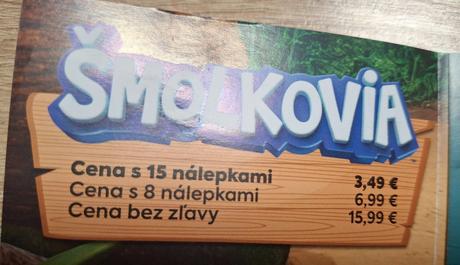 ŠMOLKOVIA
Cena s 15 nálepkami 3,49 €
Cena s 8 nálepkami 6,99 €
Cena bez zľavy 15,99 €